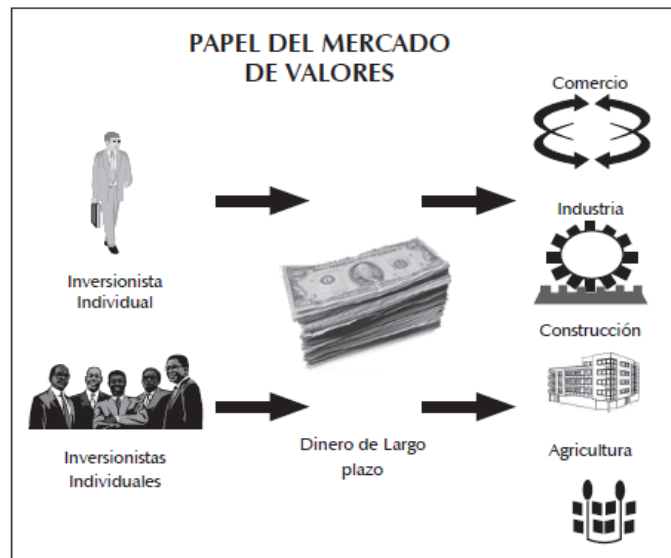 PAPEL DEL MERCADO
DE VALORES
Comercio
Industria
Inversionista
Individual
Construcción
Inversionistas
Individuales
Dinero de Largo
plazo
Agricultura